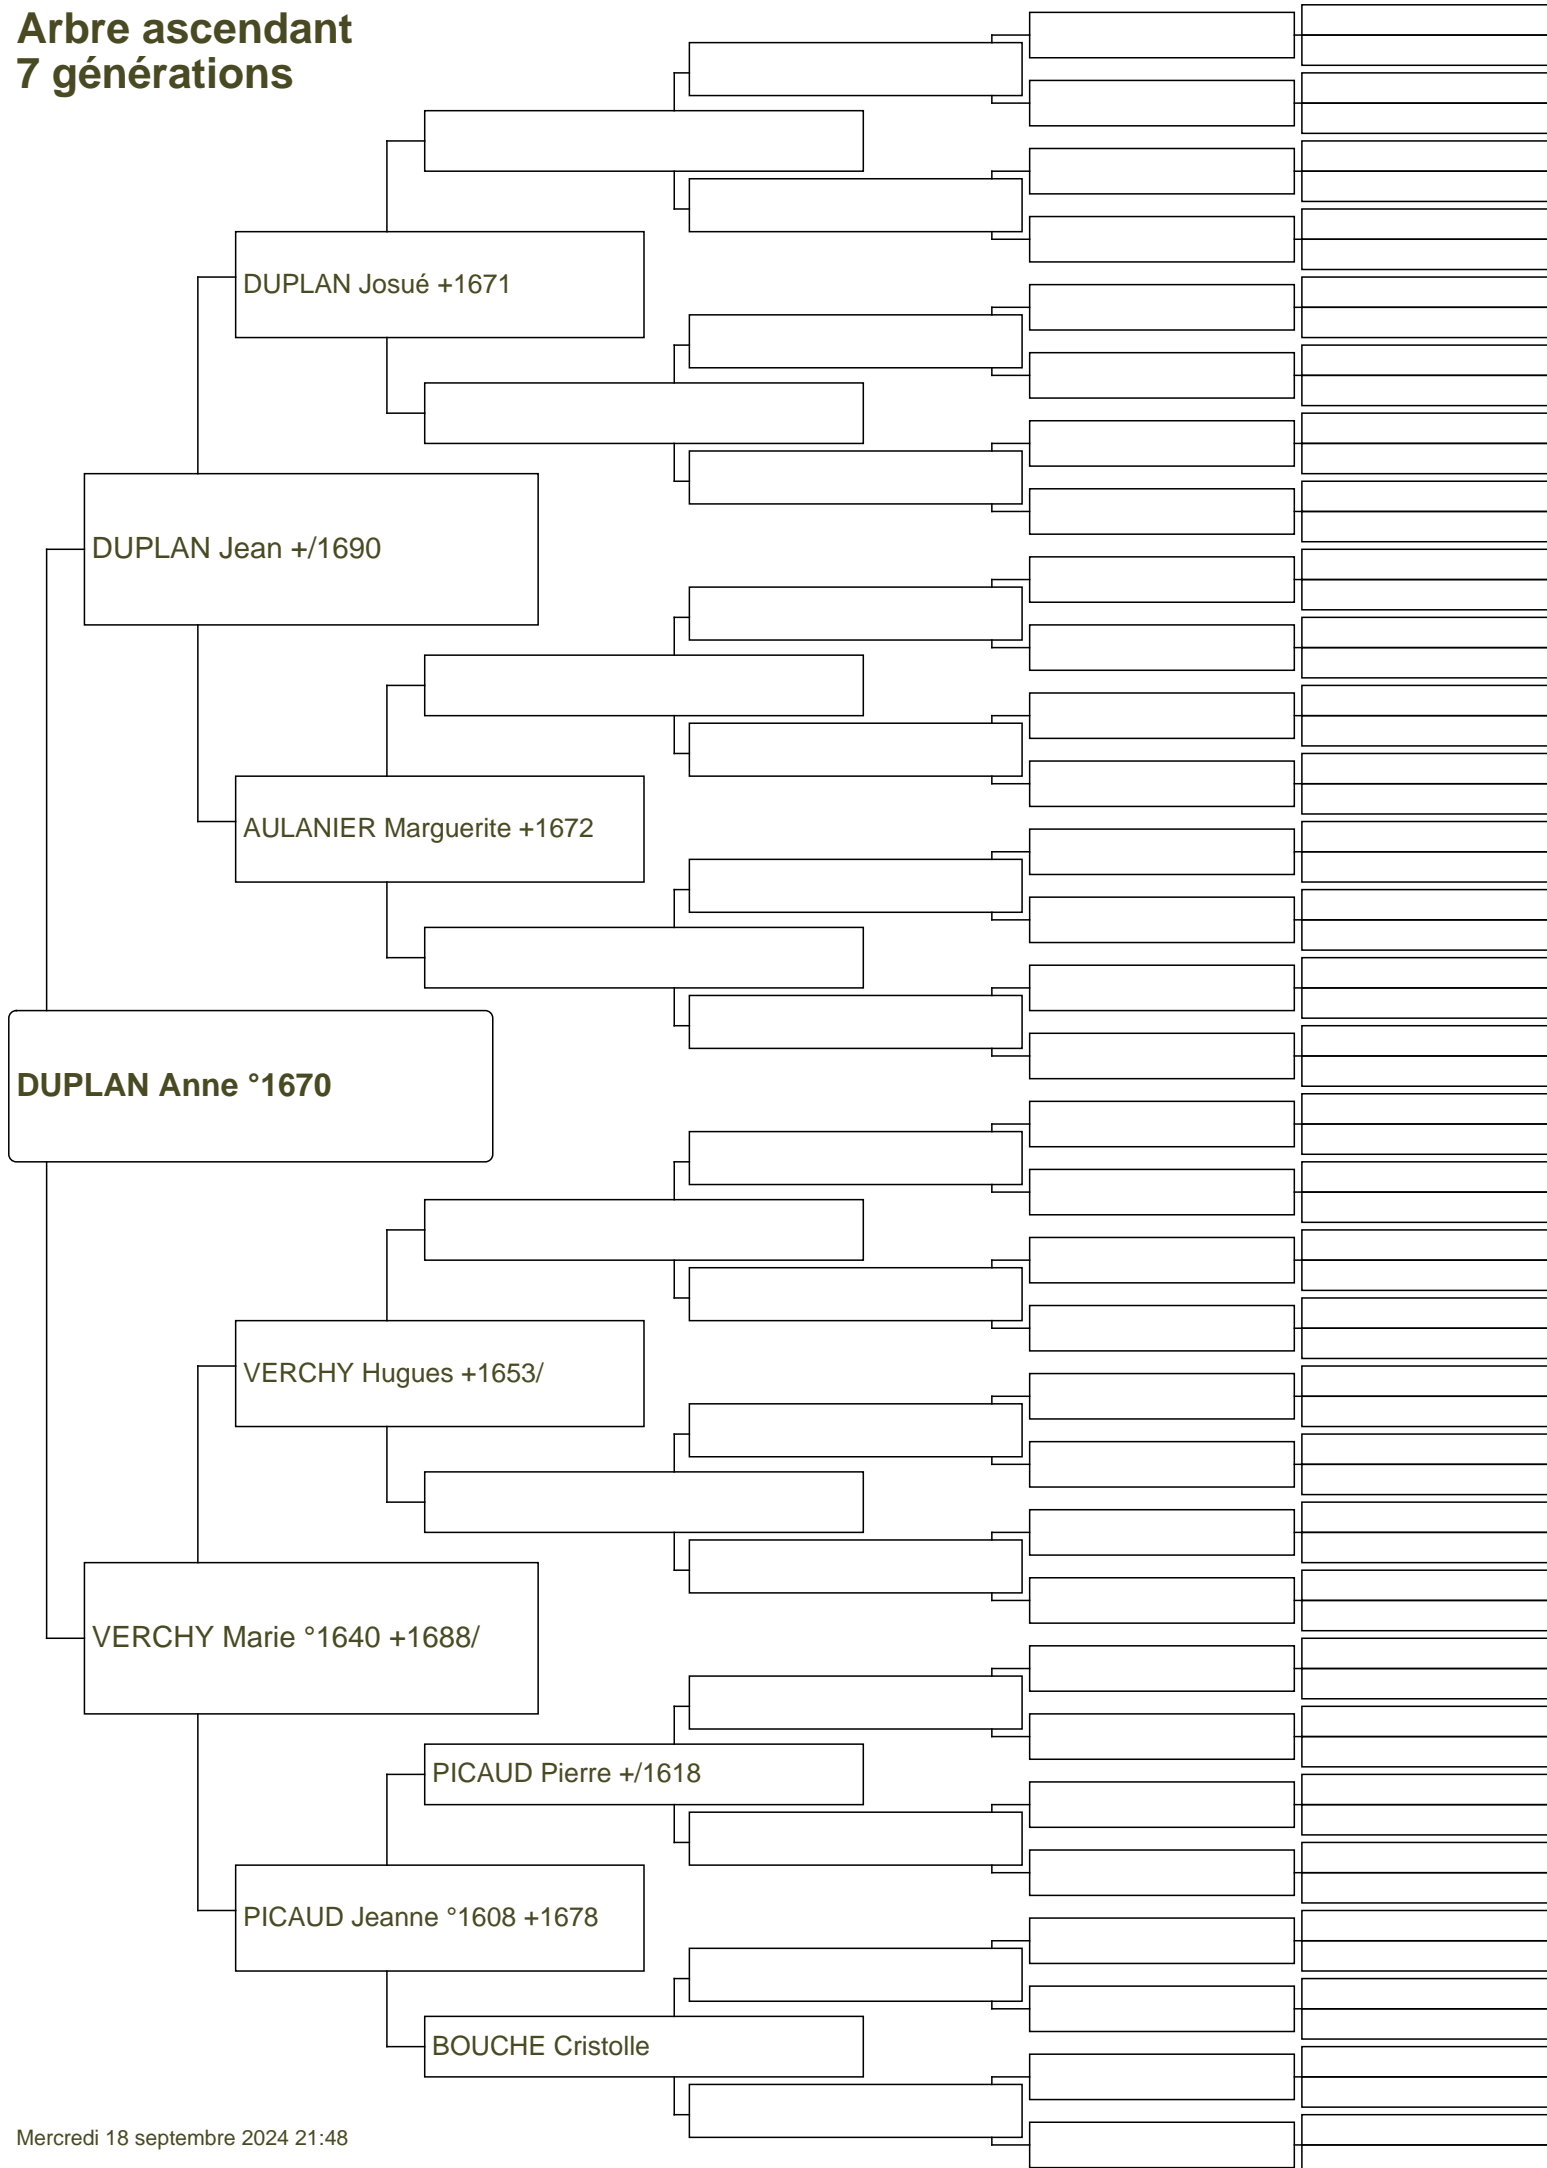 Arbre ascendant
7 générations
DUPLAN Josué +1671
DUPLAN Jean +/1690
AULANIER Marguerite +1672
DUPLAN Anne °1670
VERCHY Hugues +1653/
VERCHY Marie °1640 +1688/
PICAUD Pierre +/1618
PICAUD Jeanne °1608 +1678
BOUCHE Cristolle
Mercredi 18 septembre 2024 21:48